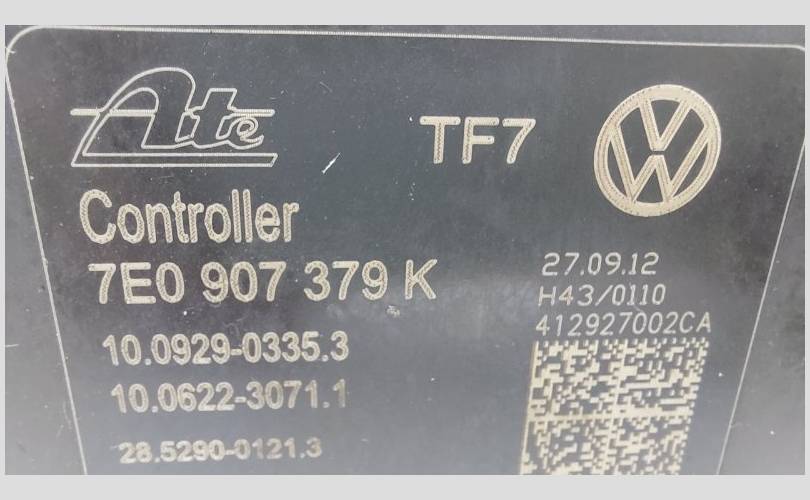 Ate
TF7
Controller
7E0 907 379 K
27.09.12
H43/0110
412927002CA
10.0929-0335.3
10.0622-3071.1
28.5290-0121.3